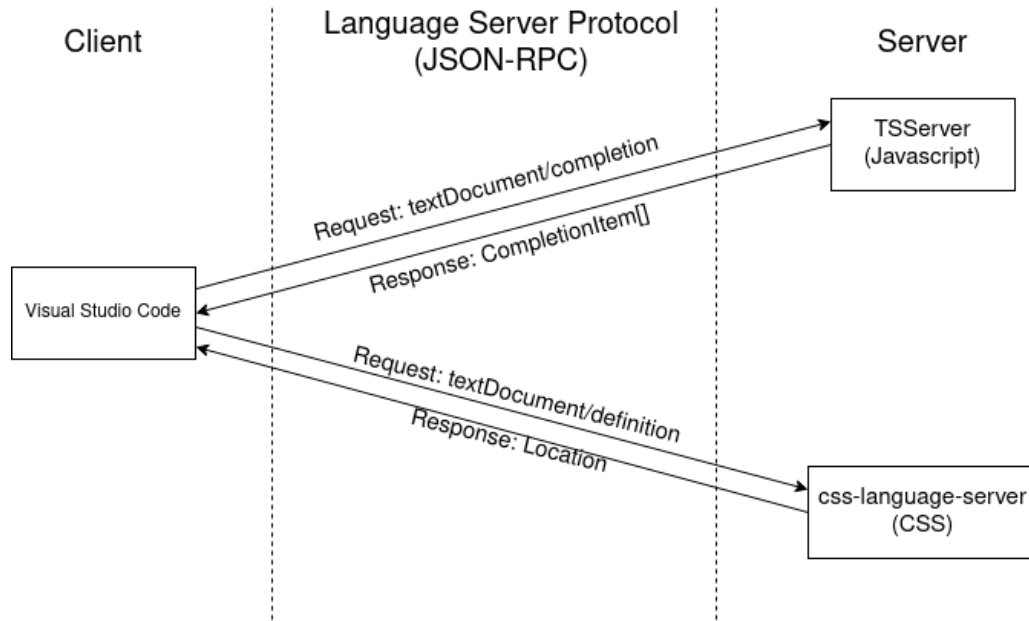 Client
Language Server Protocol
(JSON-RPC)
Server
TSServer
(Javascript)
Request: textDocument/completion
Response: CompletionItem[]
Visual Studio Code
Request: textDocument/definition
Response: Location
css-language-server
(CSS)